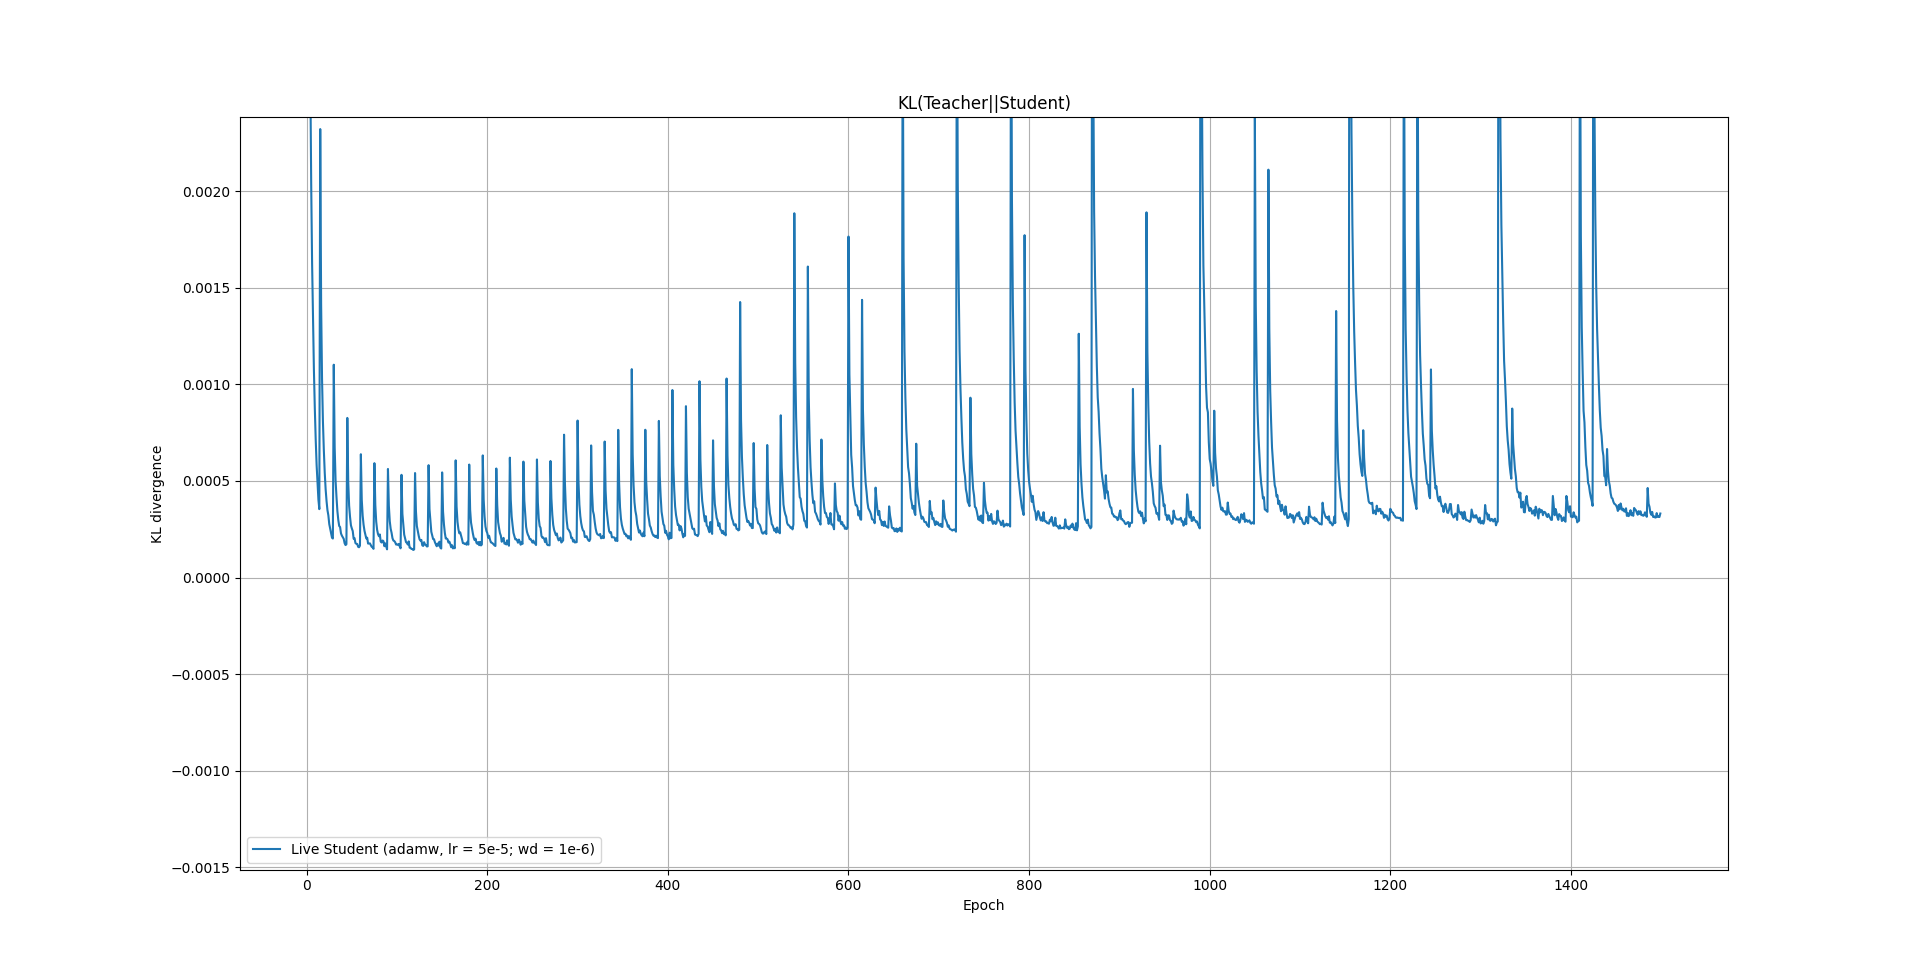 KL(Teacher||Student)
KL divergence
0.0020
0.0015
0.0010
0.0005
0.0000
−0.0005
−0.0010
−0.0015
Live Student (adamw, lr = 5e-5; wd = 1e-6)
0 200 400 600 800 1000 1200 1400
Epoch